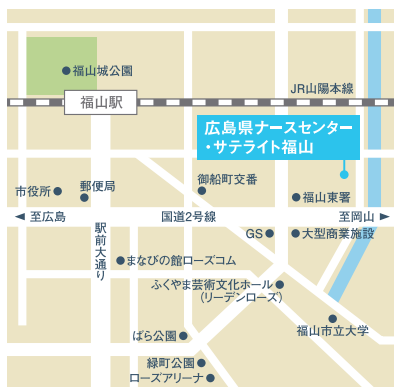 福山城公園
JR山陽本線
福山駅
広島県ナースセンター
・サテライト福山
御船町交番
市役所
郵便局
福山東署
至広島
国道2号線
至岡山
駅前大通り
GS
大型商業施設
まなびの館ローズコム
ふくやま芸術文化ホール
(リーデンローズ)
福山市立大学
ばら公園
緑町公園
ローズアリーナ